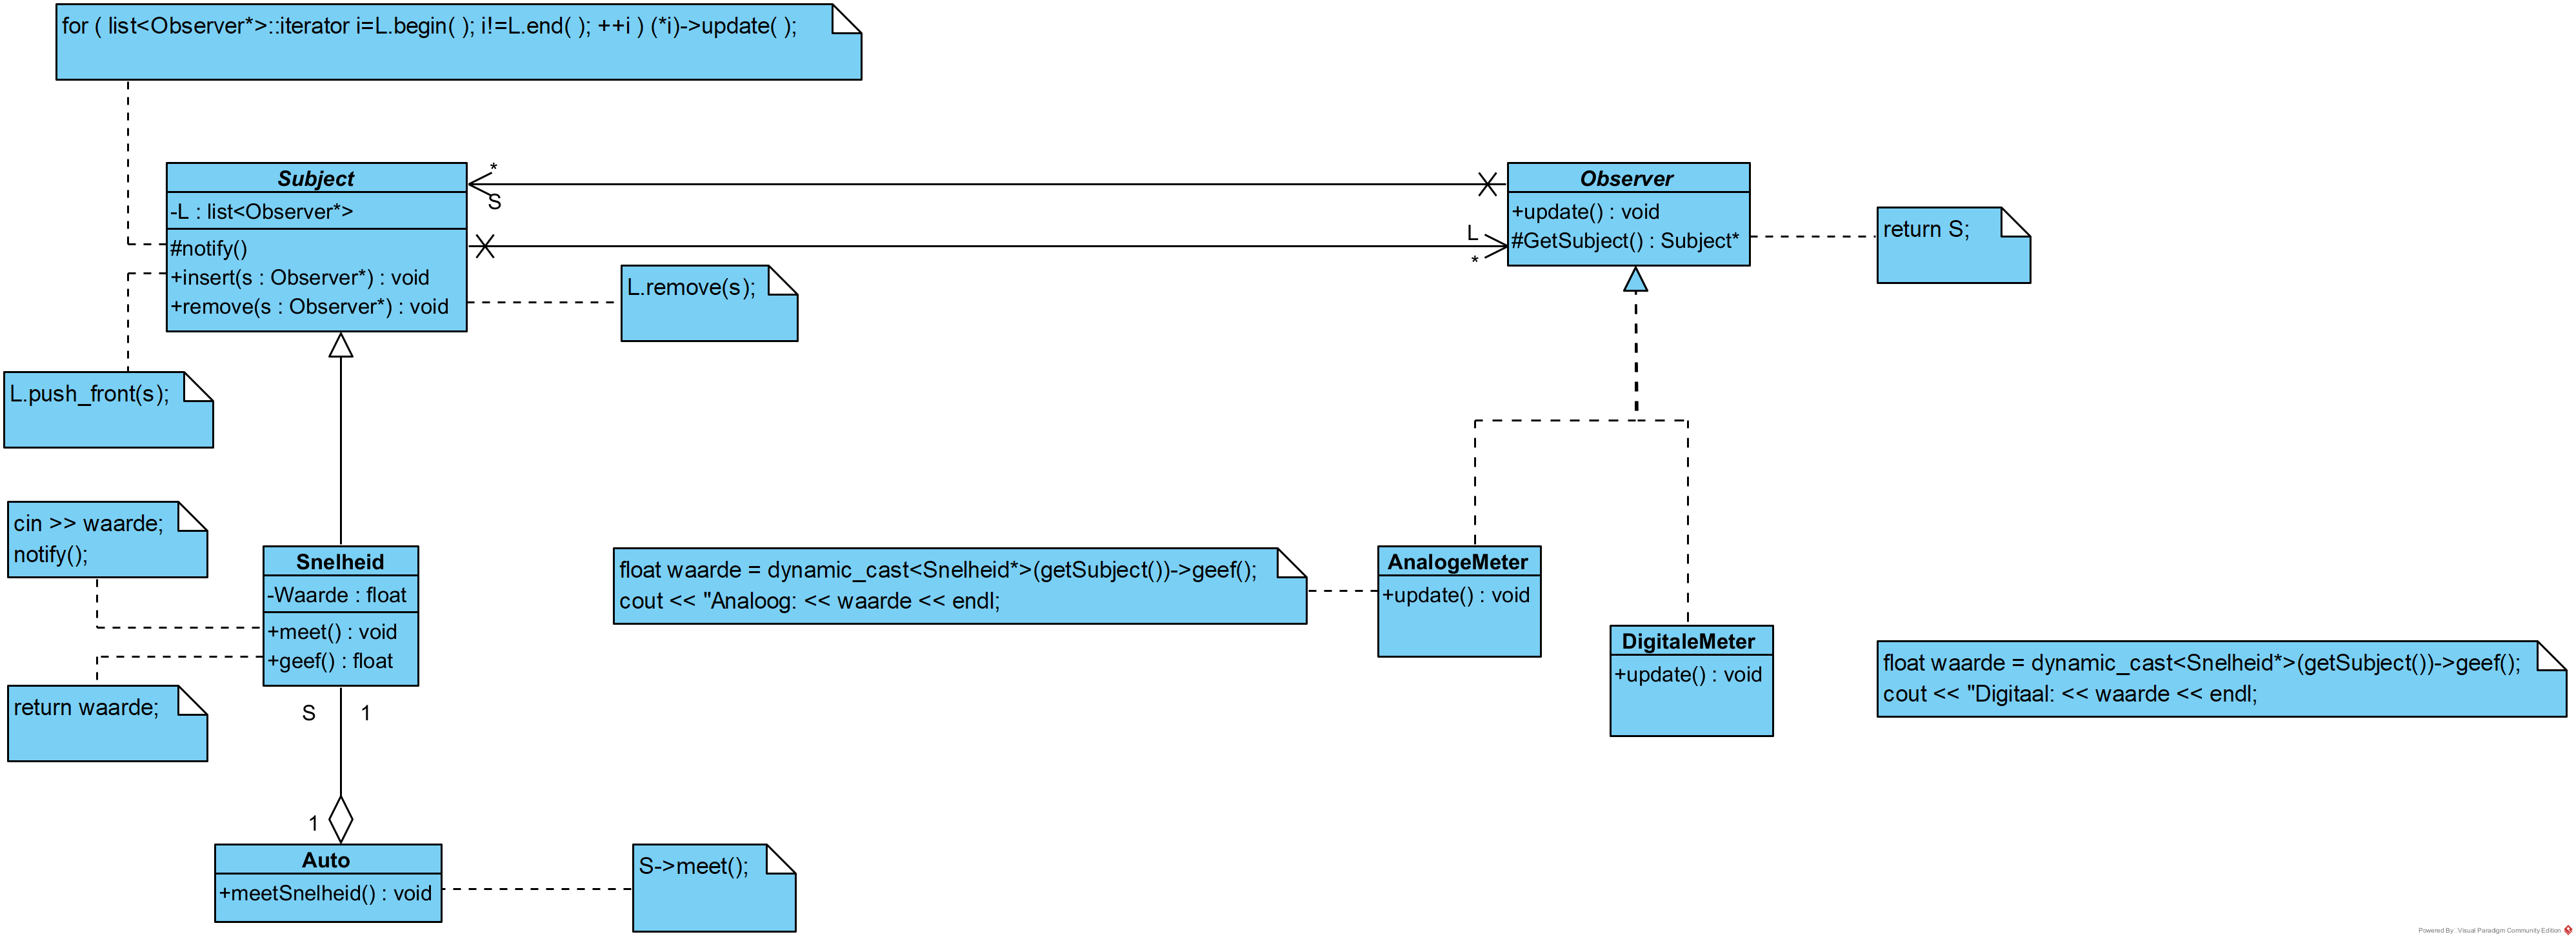 for ( list<Observer*>::iterator i=L.begin( ); i!=L.end( ); ++i ) (*i)->update( );
Subject
-L : list<Observer*>
#notify()
+insert(s : Observer*) : void
+remove(s : Observer*) : void
*
S
L
*
Observer
+update() : void
#GetSubject() : Subject*
return S;
L.remove(s);
L.push_front(s);
cin >> waarde;
notify();
Snelheid
-Waarde : float
+meet() : void
+geef() : float
return waarde;
S
1
1
Auto
+meetSnelheid() : void
S->meet();
float waarde = dynamic_cast<Snelheid*>(getSubject())->geef();
cout << "Analoog: << waarde << endl;
AnalogeMeter
+update() : void
DigitaleMeter
+update() : void
float waarde = dynamic_cast<Snelheid*>(getSubject())->geef();
cout << "Digitaal: << waarde << endl;
Powered By: Visual Paradigm Community Edition